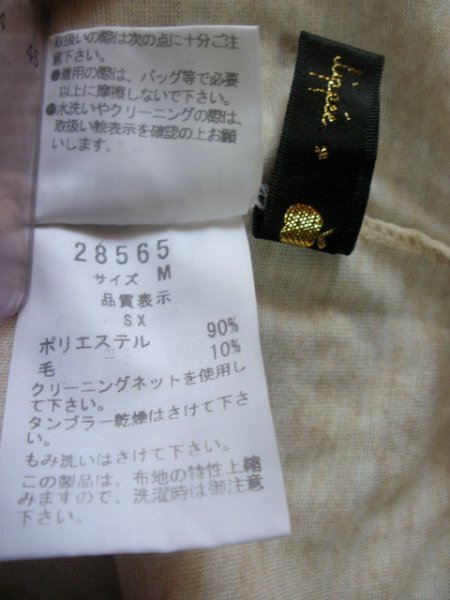 取扱いの際は次の点に十分ご注
意下さい。
●着用の際は、バッグ等で必要
以上に摩擦しないで下さい。
●水洗いやクリーニングの際は、
取扱い絵表示を確認の上お願
いします。
28565
サイズ M
品質表示
SX
ポリエステル 90%
毛 10%
クリーニングネットを使用し
て下さい。
タンブラー乾燥はさけて下さ
い。
もみ洗いはさけて下さい。
この製品は、布地の特性上縮
みますので、洗濯時は御注意
下さい。